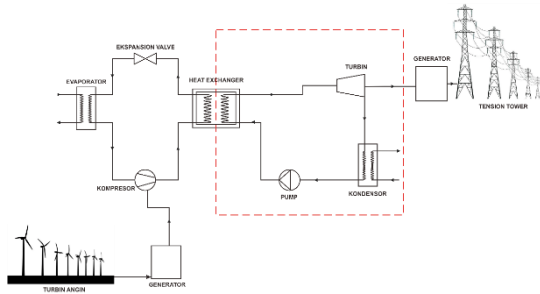 EKSPANSION VALVE
TURBIN
GENERATOR
EVAPORATOR
HEAT EXCHANGER
TENSION TOWER
KOMPRESOR
PUMP
KONDENSOR
GENERATOR
TURBIN ANGIN